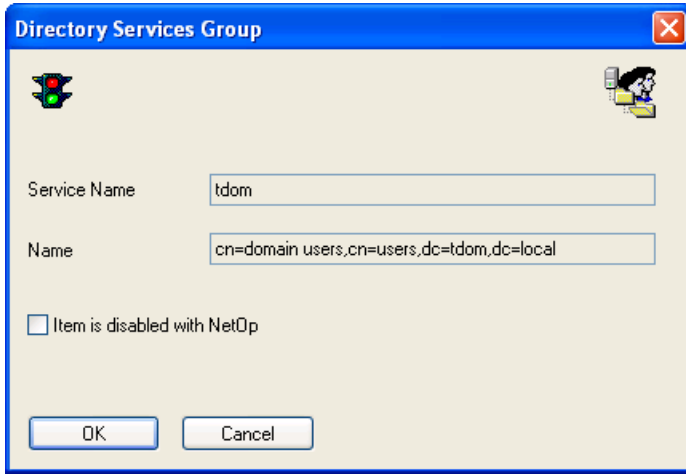 Directory Services Group
Service Name tdom
Name cn=domain users,cn=users,dc=tdom,dc=local
Item is disabled with NetOp
OK Cancel